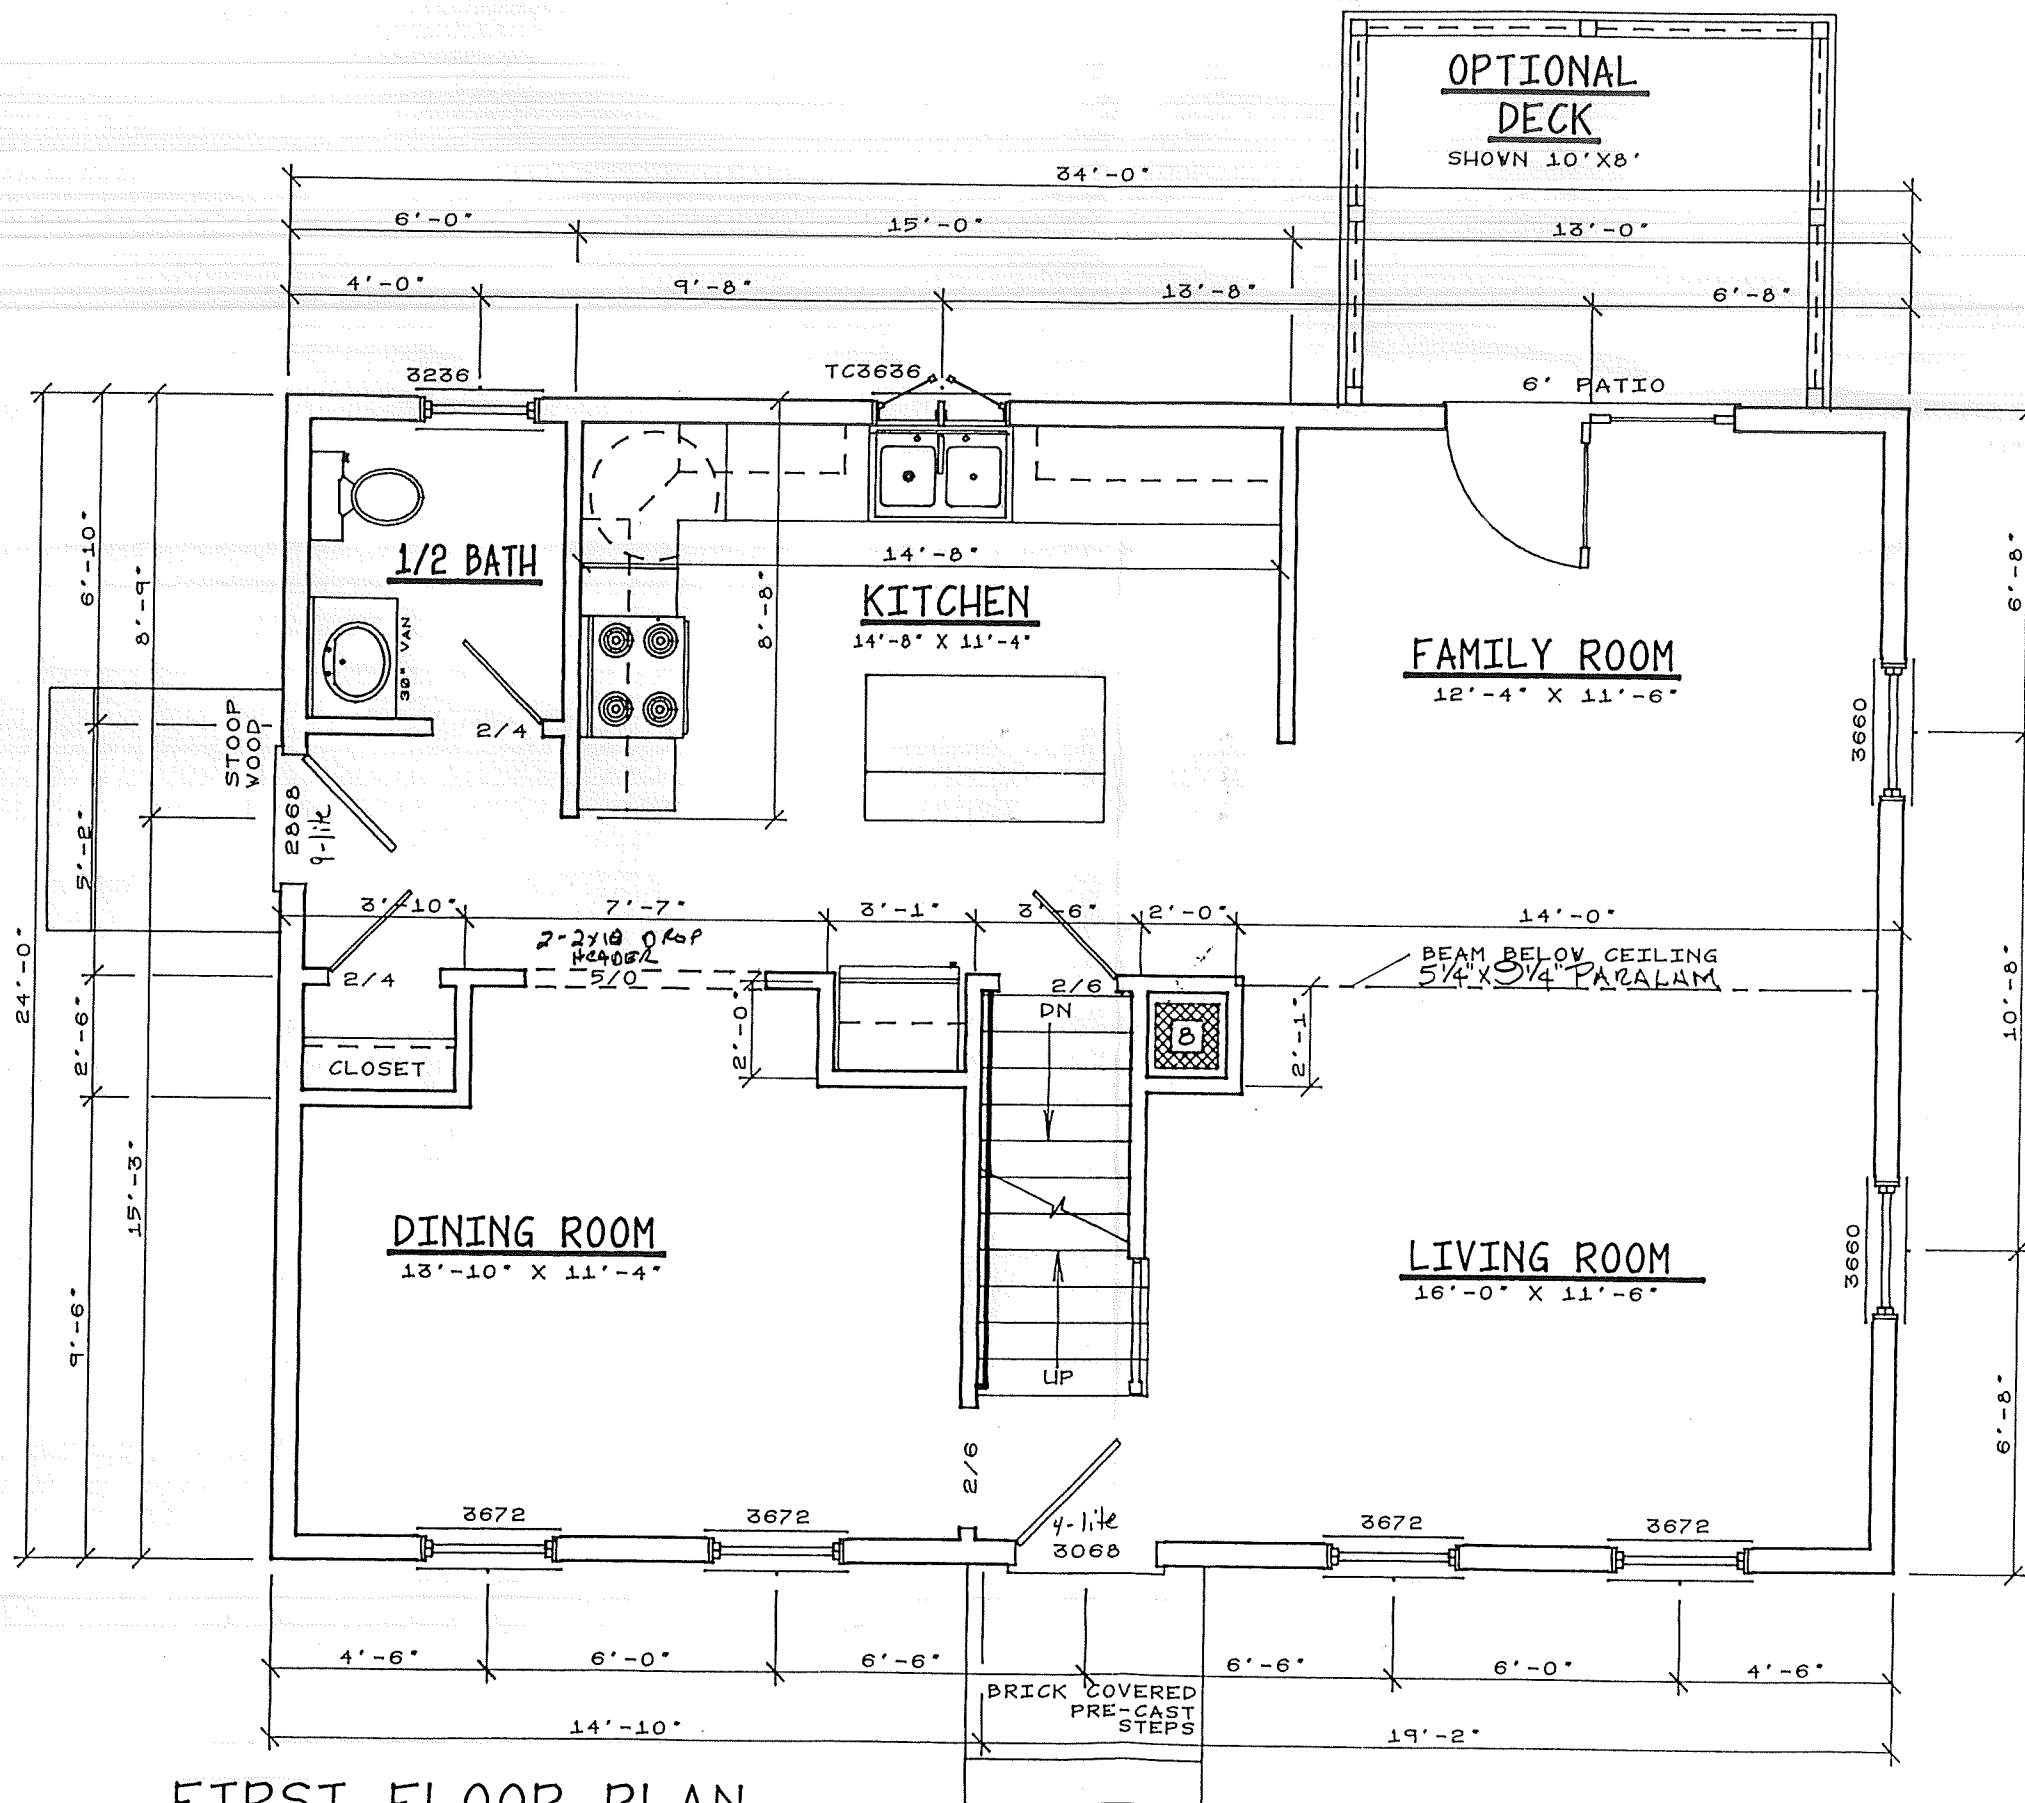 OPTIONAL
DECK
SHOWN 10'X8'
34'-0"
6'-0"
15'-0"
13'-0"
4'-0"
9'-8"
13'-8"
6'-8"
3236
TC3636
6' PATIO
6'-10"
8'-9"
1/2 BATH
14'-8"
8'-8"
KITCHEN
14'-8" X 11'-4"
30" VAN
2/4
FAMILY ROOM
12'-4" X 11'-6"
6'-8"
3660
STOOP
WOOD
2868
9-lite
5'-2"
3'-10"
7'-7"
3'-1"
3'-6"
2'-0"
14'-0"
2-2x10 DROP
HEADER
5/0
2/4
2/6
BEAM BELOW CEILING
5 1/4" X 9 1/4" PARALAM
24'-0"
2'-6"
2'-0"
DN
8
2'-1"
10'-8"
CLOSET
15'-3"
DINING ROOM
13'-10" X 11'-4"
LIVING ROOM
16'-0" X 11'-6"
3660
9'-6"
UP
6'-8"
2/6
3672
3672
4-lite
3068
3672
3672
4'-6"
6'-0"
6'-6"
6'-6"
6'-0"
4'-6"
BRICK COVERED
PRE-CAST
STEPS
14'-10"
19'-2"
FIRST FLOOR PLAN